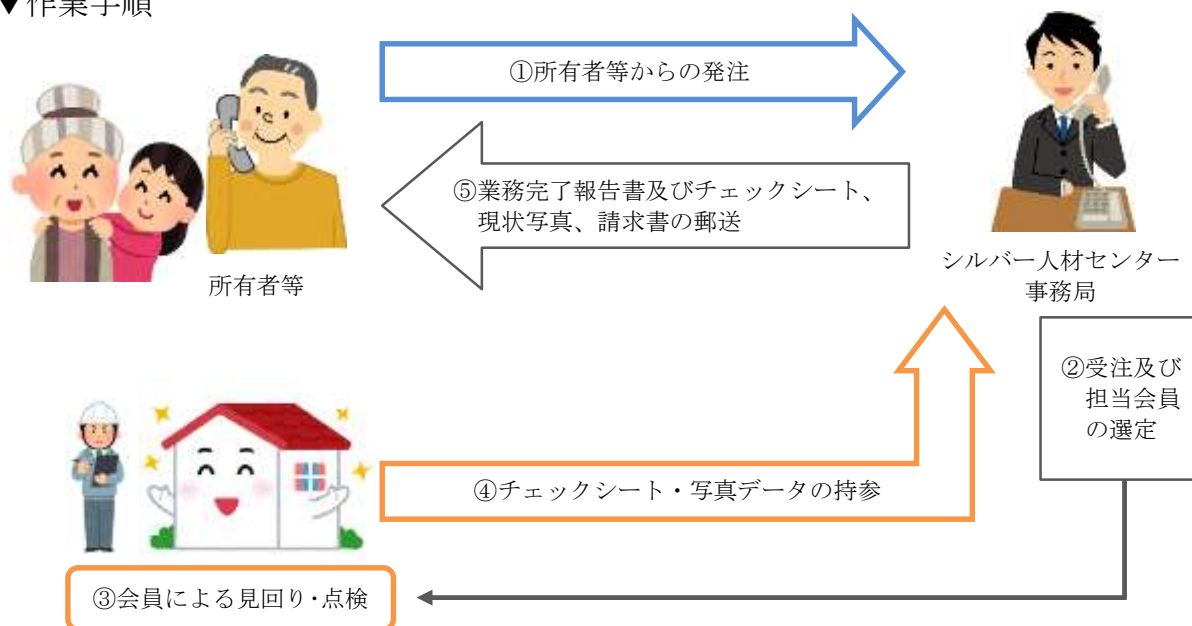 ▼作業手順
①所有者等からの発注
⑤業務完了報告書及びチェックシート、
現状写真、請求書の郵送
所有者等
シルバー人材センター
事務局
②受注及び
担当会員
の選定
④チェックシート・写真データの持参
③会員による見回り・点検